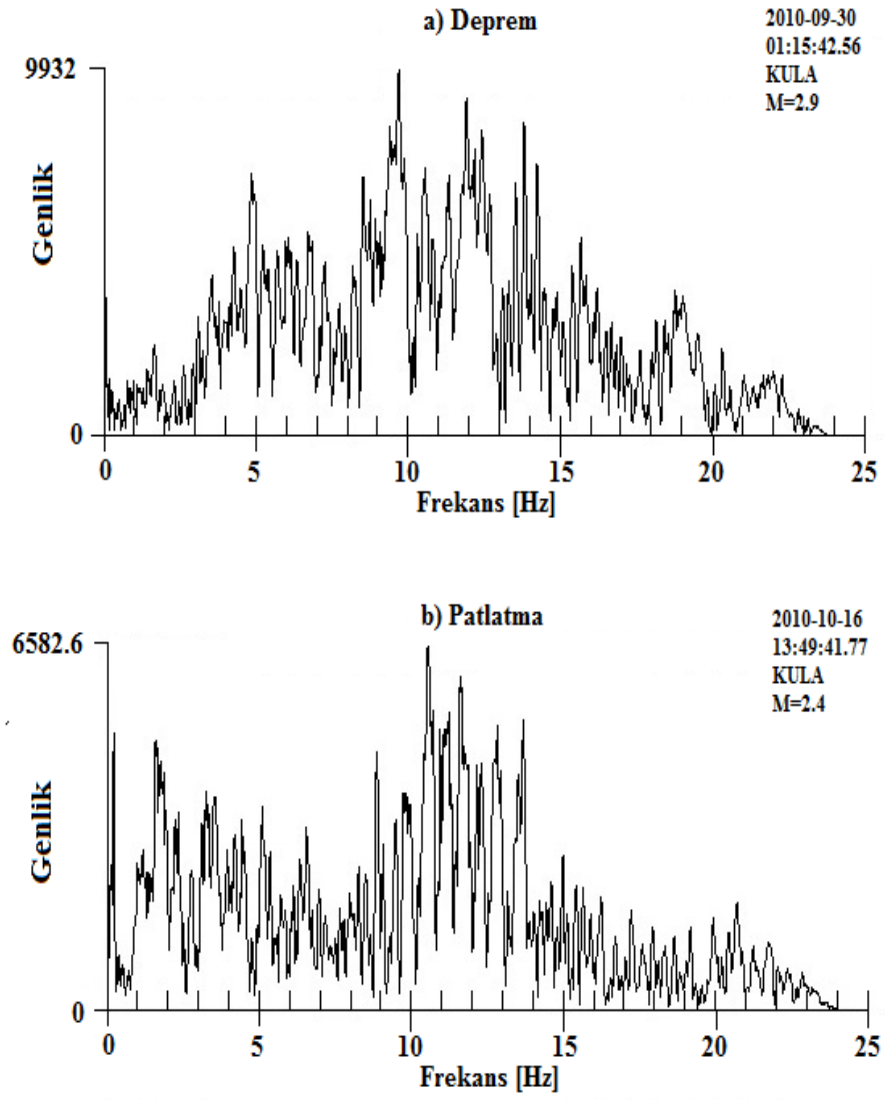 a) Deprem
2010-09-30
01:15:42.56
KULA
M=2.9
9932
Genlik
0
0 5 10 15 20 25
Frekans [Hz]
b) Patlatma
2010-10-16
13:49:41.77
KULA
M=2.4
6582.6
Genlik
0
0 5 10 15 20 25
Frekans [Hz]